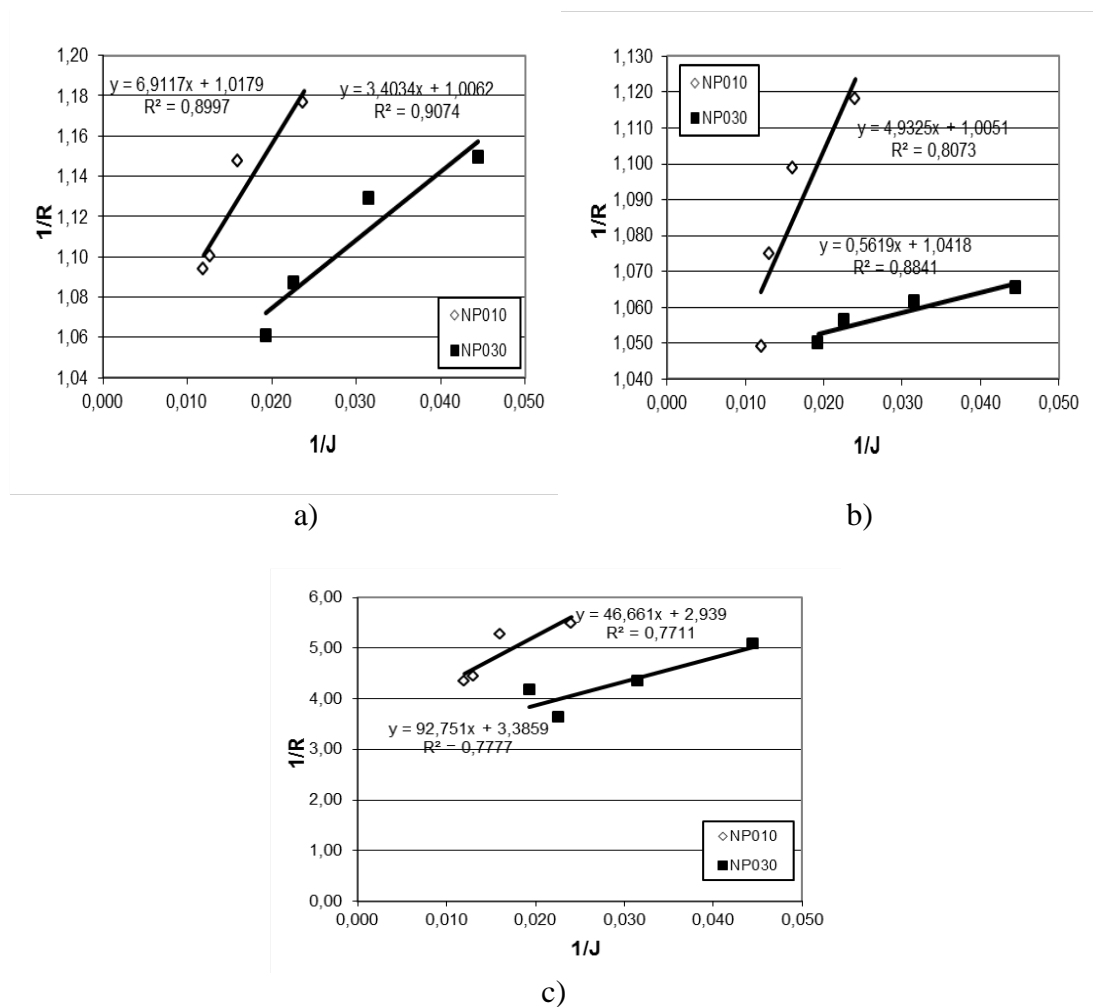 1,20
1,18
1,16
1,14
1,12
1,10
1,08
1,06
1,04
1/R
y = 6,9117x + 1,0179
R² = 0,8997
y = 3,4034x + 1,0062
R² = 0,9074
NP010
NP030
0,000 0,010 0,020 0,030 0,040 0,050
1/J
a)
1,130
1,120
1,110
1,100
1,090
1,080
1,070
1,060
1,050
1,040
1/R
NP010
NP030
y = 4,9325x + 1,0051
R² = 0,8073
y = 0,5619x + 1,0418
R² = 0,8841
0,000 0,010 0,020 0,030 0,040 0,050
1/J
b)
6,00
5,00
4,00
3,00
2,00
1,00
0,00
1/R
y = 46,661x + 2,939
R² = 0,7711
y = 92,751x + 3,3859
R² = 0,7777
NP010
NP030
0,000 0,010 0,020 0,030 0,040 0,050
1/J
c)